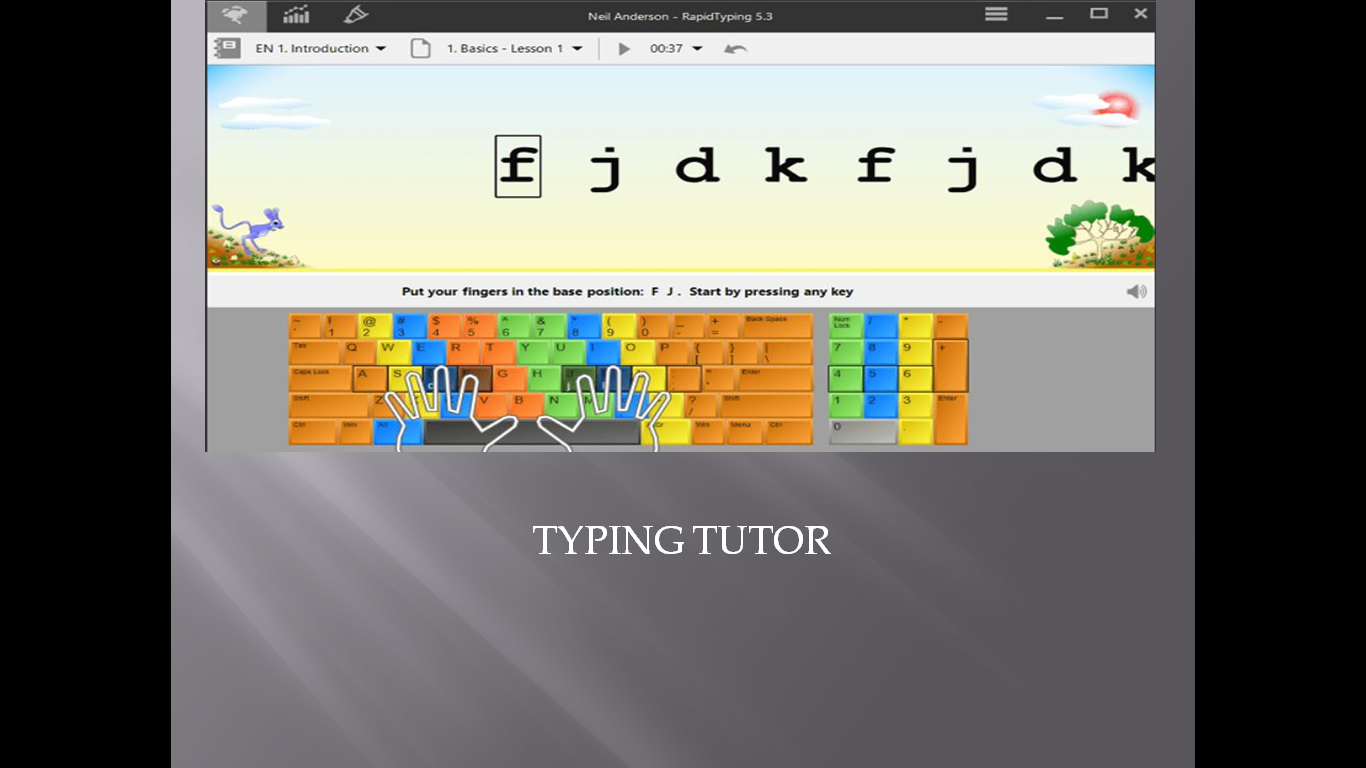 Neil Anderson - RapidTyping 5.3
EN 1. Introduction
1. Basics - Lesson 1
00:37
f j d k f j d k
Put your fingers in the base position: F J . Start by pressing any key
~ ! @ # $ % ^ & * ( ) _ + Back Space
` 1 2 3 4 5 6 7 8 9 0 - =
Tab Q W E R T Y U I O P { } |
[ ] \
Caps Lock A S G H : " Enter
; '
Shift Z V B N M ? Shift
/
Ctrl Win Alt Win Menu Ctrl
Num Lock / * -
7 8 9 +
4 5 6
1 2 3 Enter
0 .
TYPING TUTOR